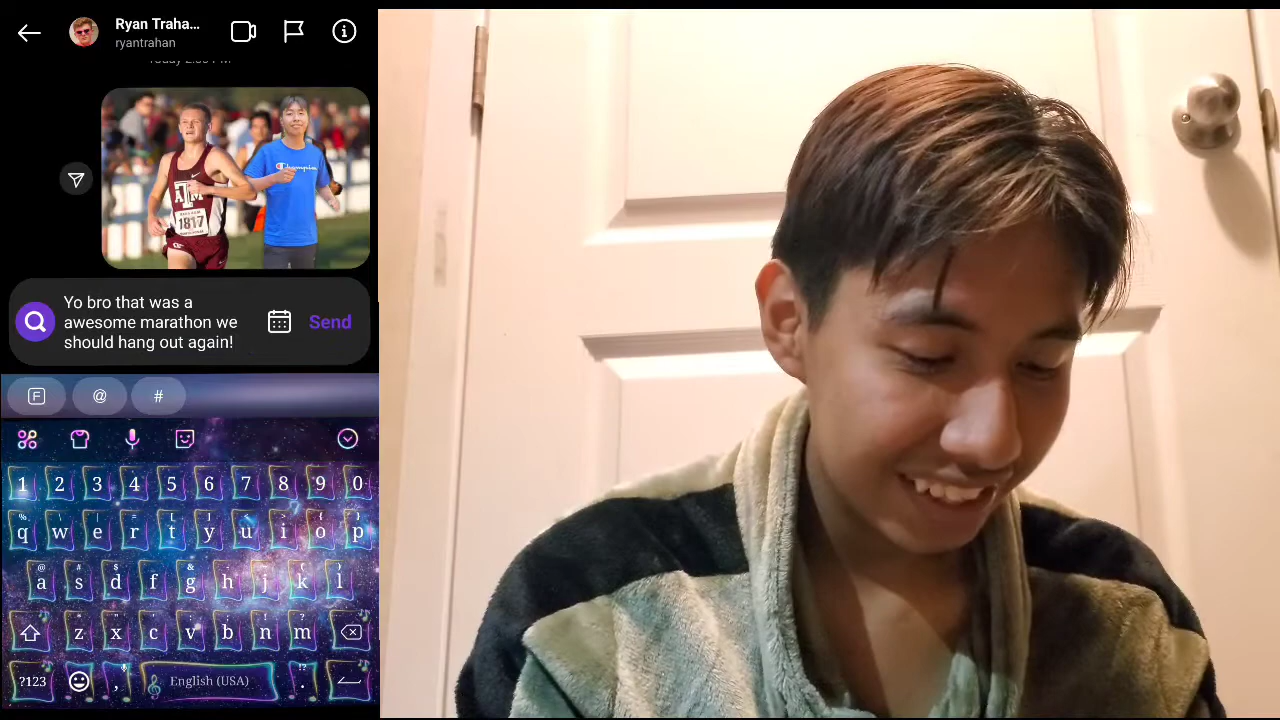 Ryan Traha...
ryantrahan
Champion
A T M
1817
Yo bro that was a
awesome marathon we
should hang out again!
Send
F @ #
1 2 3 4 5 6 7 8 9 0
q w e r t y u i o p
a s d f g h j k l
z x c v b n m
?123 , English (USA) .